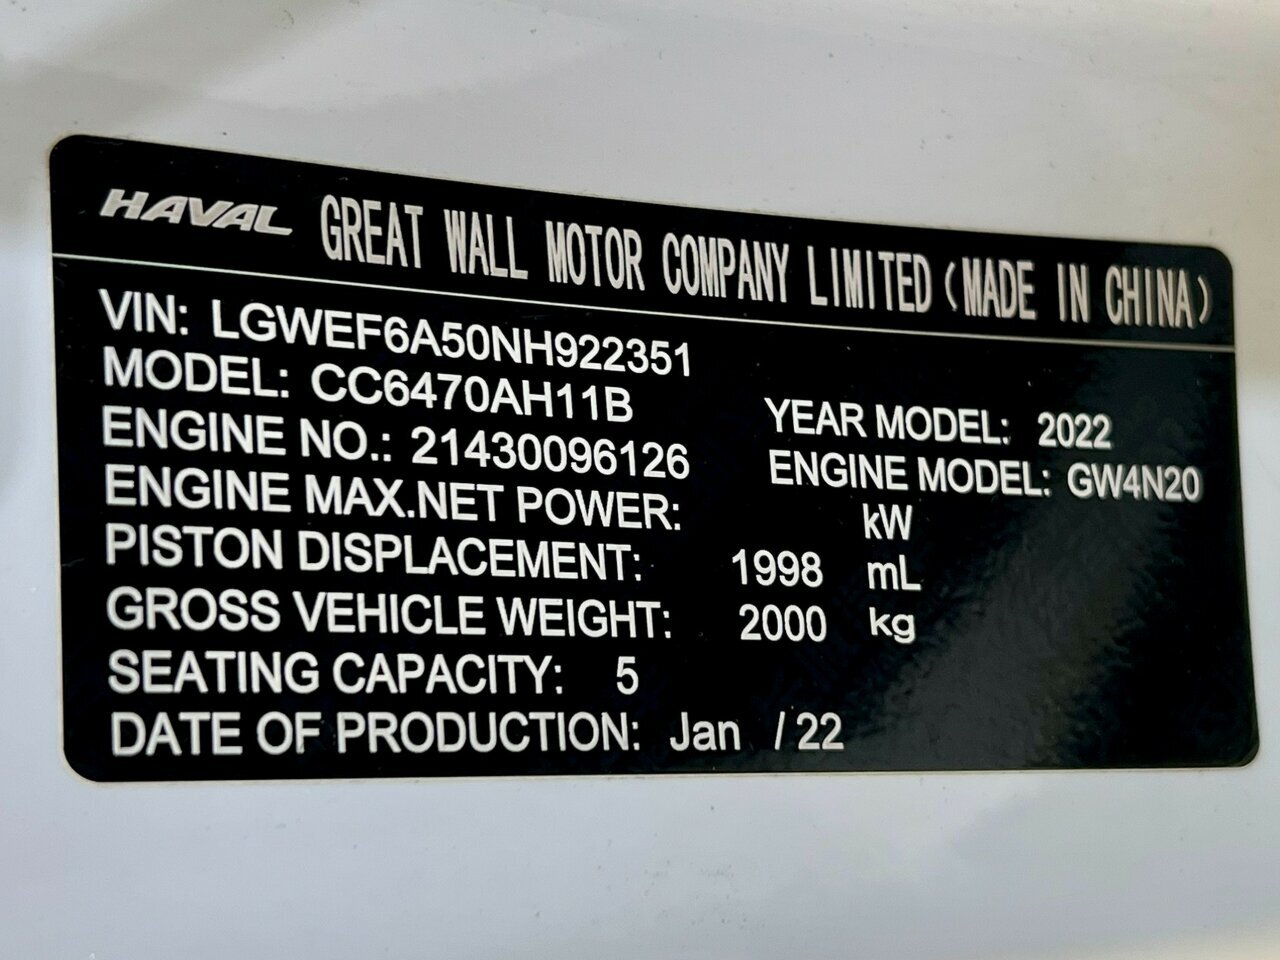 HAVAL GREAT WALL MOTOR COMPANY LIMITED (MADE IN CHINA)
VIN: LGWEF6A50NH922351
MODEL: CC6470AH11B YEAR MODEL: 2022
ENGINE NO.: 21430096126 ENGINE MODEL: GW4N20
ENGINE MAX.NET POWER: kW
PISTON DISPLACEMENT: 1998 mL
GROSS VEHICLE WEIGHT: 2000 kg
SEATING CAPACITY: 5
DATE OF PRODUCTION: Jan / 22